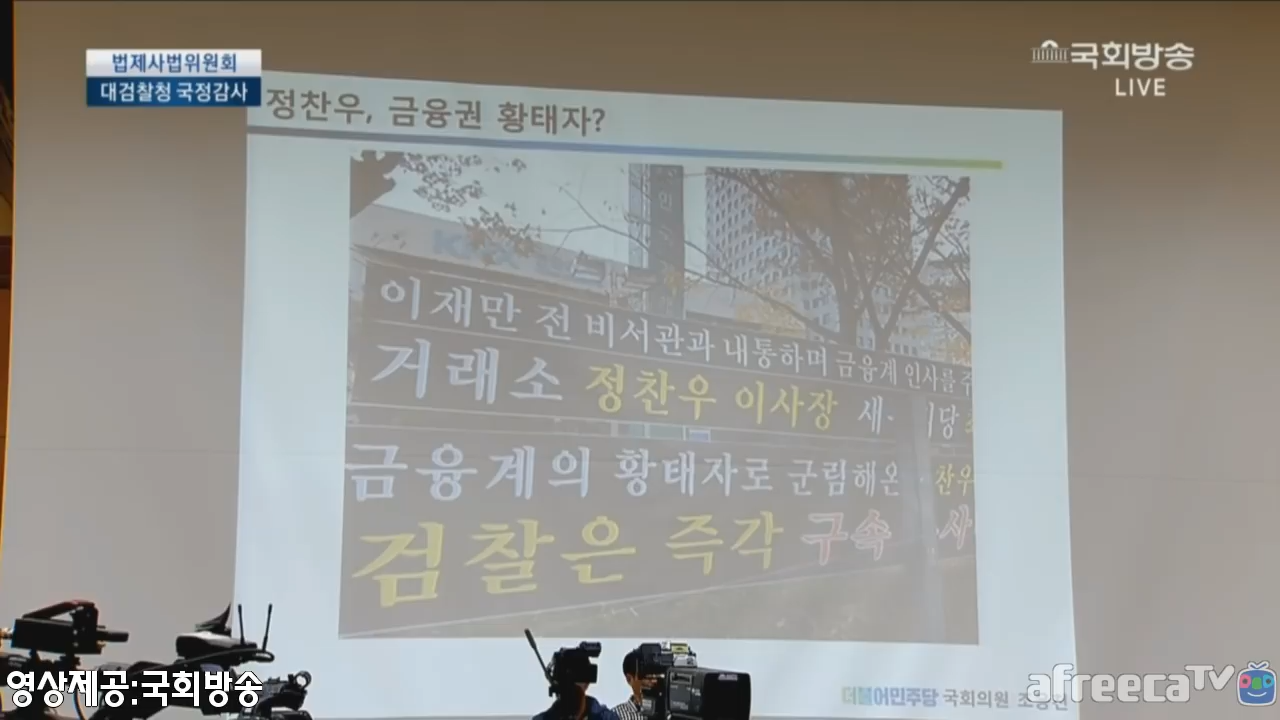 법제사법위원회
대검찰청 국정감사
국회방송
LIVE
정찬우, 금융권 황태자?
이재만 전 비서관과 내통하며 금융계 인사를
거래소 정찬우 이사장
금융계의 황태자로 군림해온 찬우
검찰은 즉각 구속
더불어민주당 국회의원
영상제공:국회방송
afreecaTV